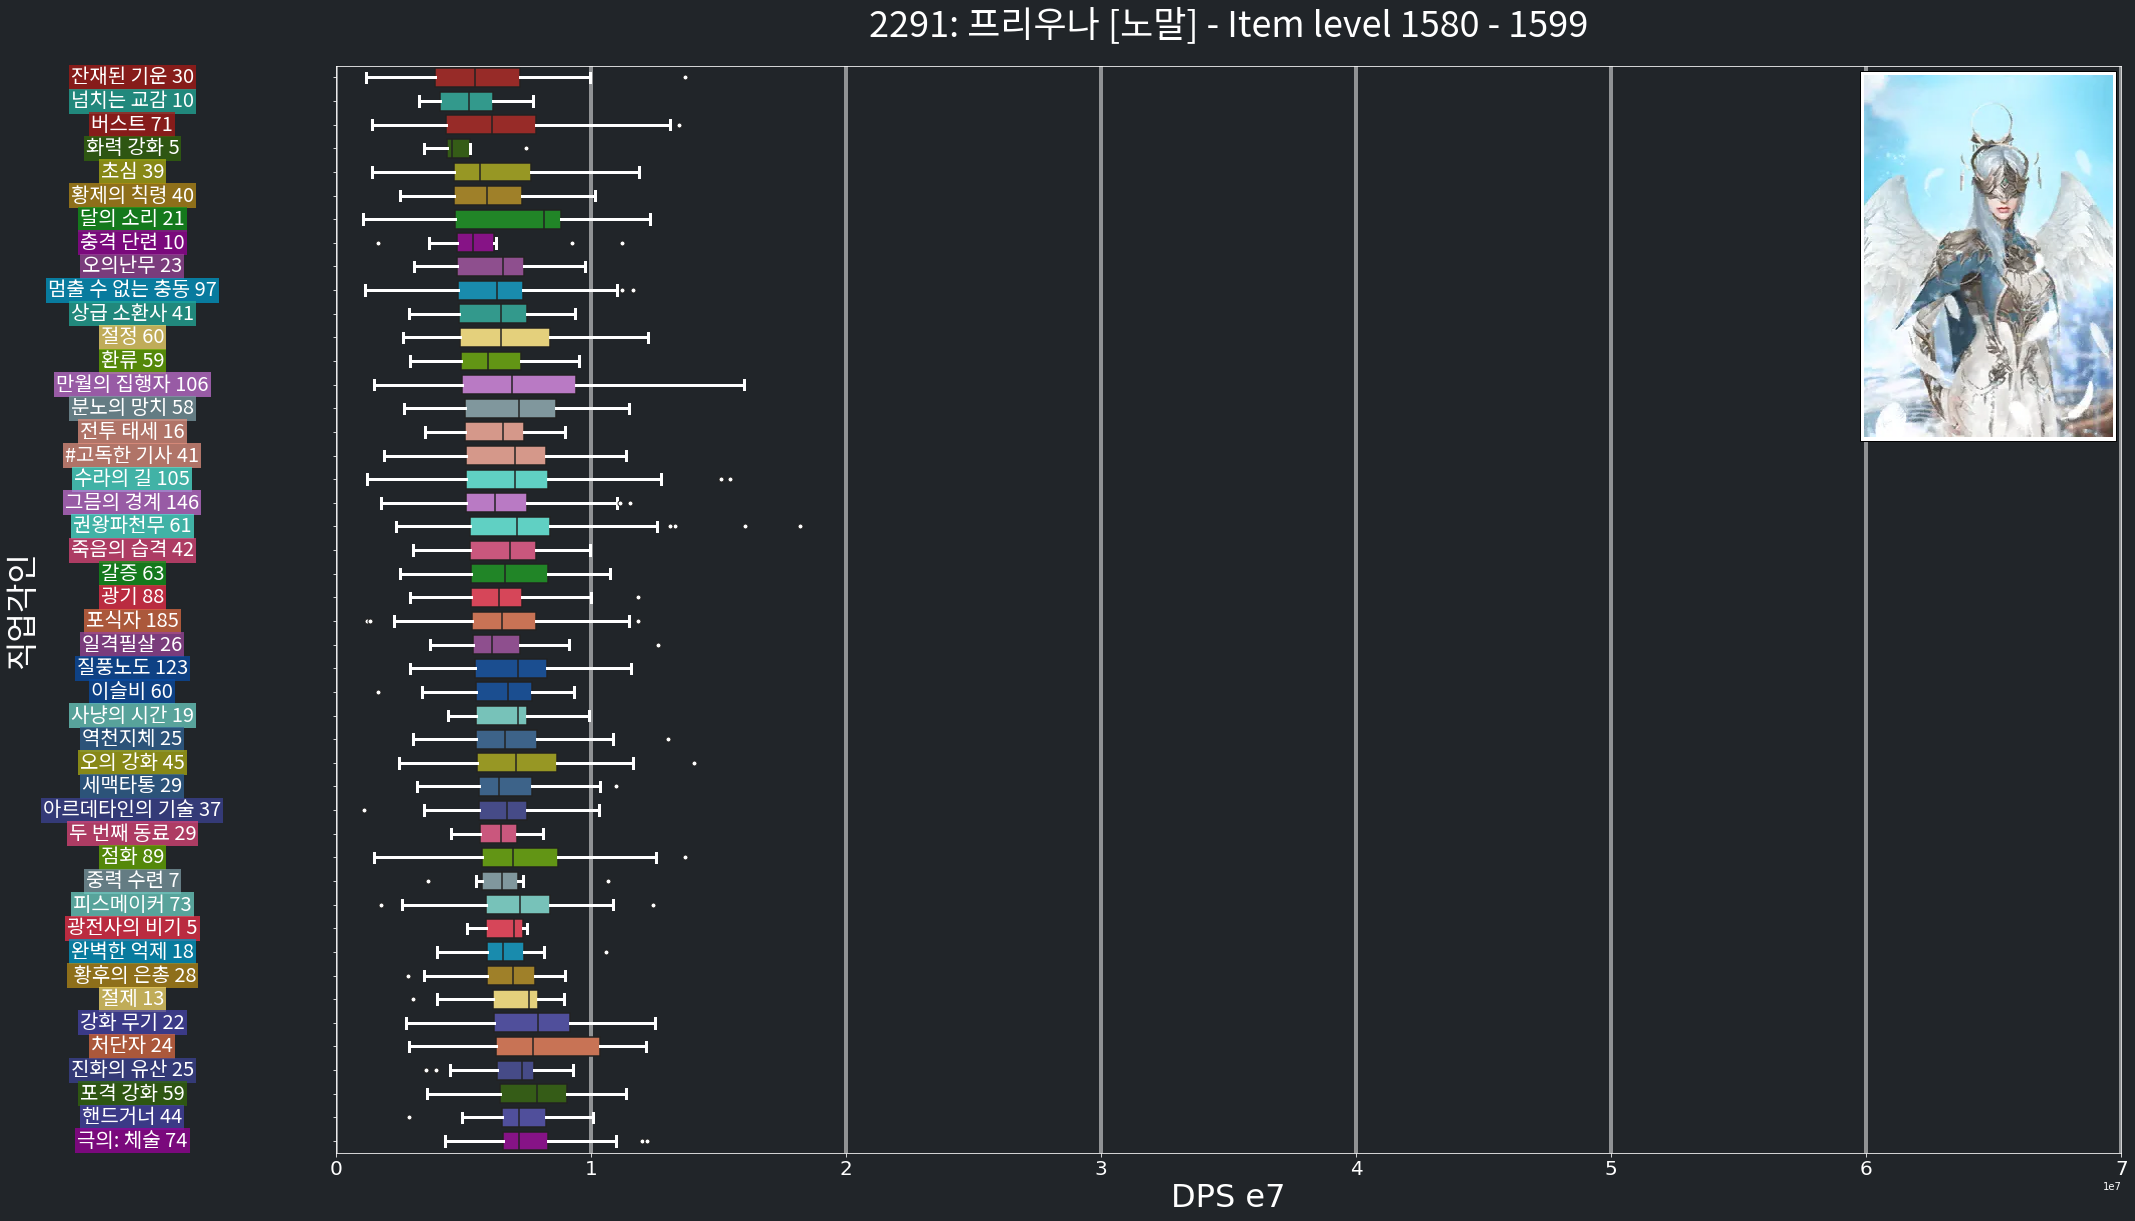 2291: 프리우나 [노말] - Item level 1580 - 1599
잔재된 기운 30
넘치는 교감 10
버스트 71
화력 강화 5
초심 39
황제의 칙령 40
달의 소리 21
충격 단련 10
오의난무 23
멈출 수 없는 충동 97
상급 소환사 41
절정 60
환류 59
만월의 집행자 106
분노의 망치 58
전투 태세 16
#고독한 기사 41
수라의 길 105
그믐의 경계 146
권왕파천무 61
죽음의 습격 42
갈증 63
광기 88
포식자 185
일격필살 26
질풍노도 123
이슬비 60
사냥의 시간 19
역천지체 25
오의 강화 45
세맥타통 29
아르데타인의 기술 37
두 번째 동료 29
점화 89
중력 수련 7
피스메이커 73
광전사의 비기 5
완벽한 억제 18
황후의 은총 28
절제 13
강화 무기 22
처단자 24
진화의 유산 25
포격 강화 59
핸드거너 44
극의: 체술 74
직업각인
0 1 2 3 4 5 6 7
1e7
DPS e7